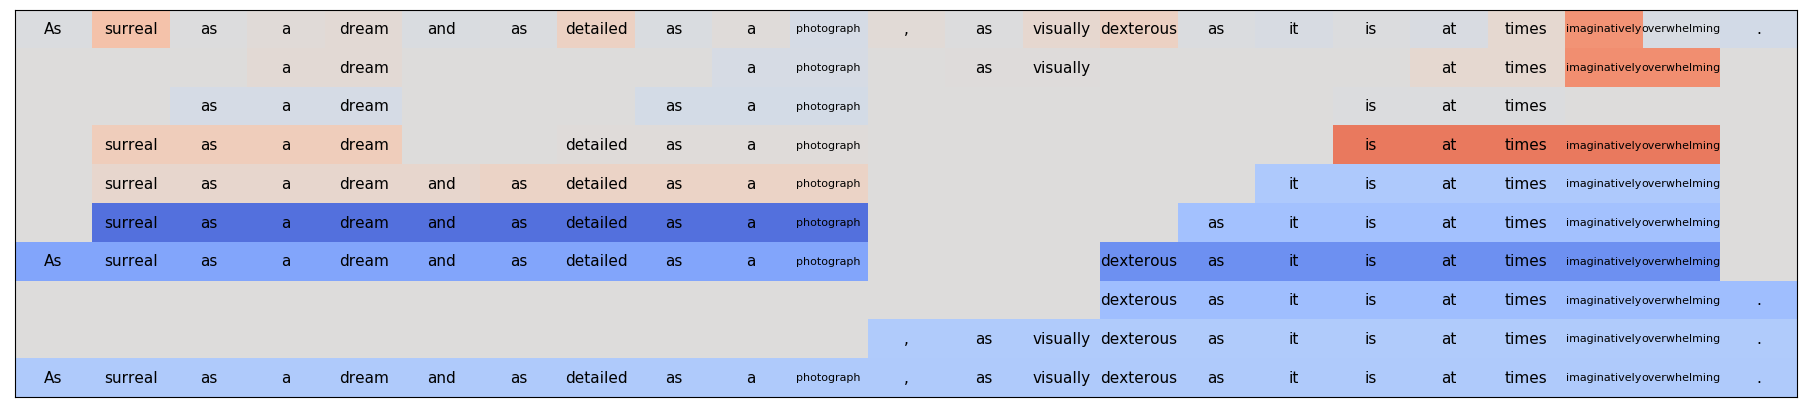 As surreal as a dream and as detailed as a photograph , as visually dexterous as it is at times imaginatively overwhelming .
a dream a photograph as visually at times imaginatively overwhelming
as a dream as a photograph is at times
surreal as a dream detailed as a photograph is at times imaginatively overwhelming
surreal as a dream and as detailed as a photograph it is at times imaginatively overwhelming
surreal as a dream and as detailed as a photograph as it is at times imaginatively overwhelming
As surreal as a dream and as detailed as a photograph dexterous as it is at times imaginatively overwhelming
dexterous as it is at times imaginatively overwhelming .
, as visually dexterous as it is at times imaginatively overwhelming .
As surreal as a dream and as detailed as a photograph , as visually dexterous as it is at times imaginatively overwhelming .